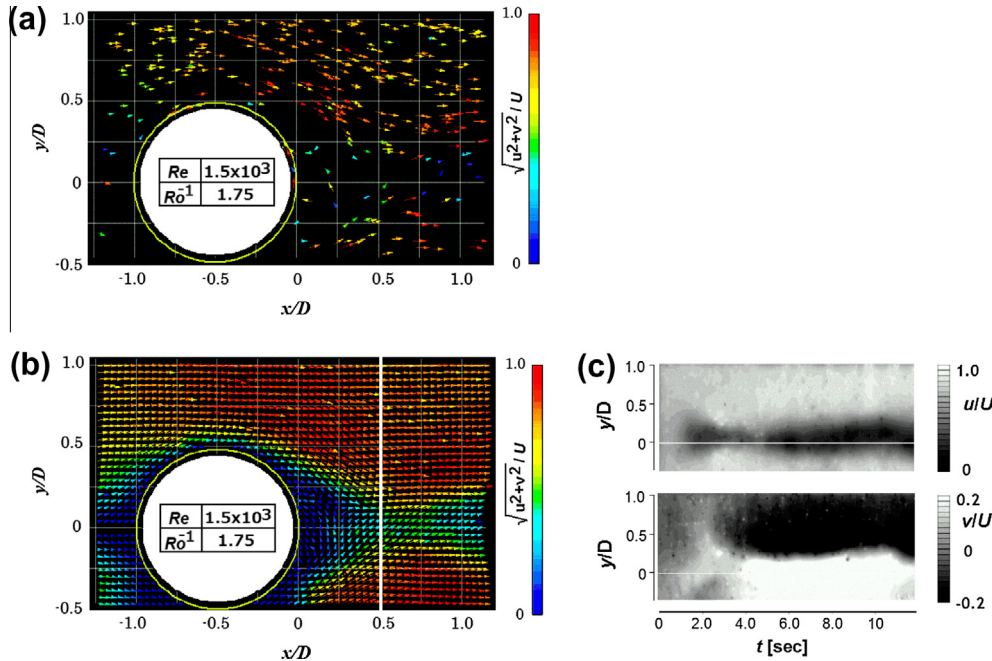 (a)
1.0
0.5
0
-0.5
y/D
Re 1.5x10³
Ro⁻¹ 1.75
-1.0 -0.5 0 0.5 1.0
x/D
1.0
0
√u²+v² / U
(b)
1.0
0.5
0
-0.5
y/D
Re 1.5x10³
Ro⁻¹ 1.75
-1.0 -0.5 0 0.5 1.0
x/D
1.0
0
√u²+v² / U
(c)
1.0
0.5
0
y/D
1.0
u/U
0
1.0
0.5
0
y/D
0.2
v/U
0
-0.2
0 2.0 4.0 6.0 8.0 10
t [sec]